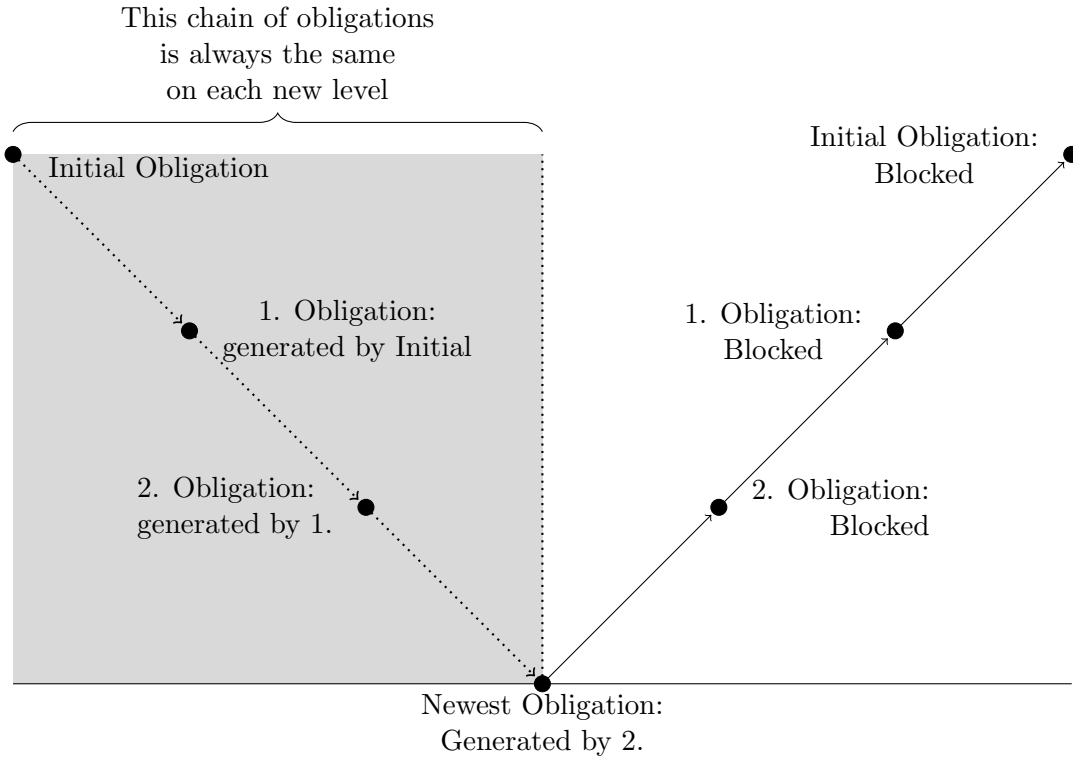 This chain of obligations
is always the same
on each new level
Initial Obligation
Initial Obligation:
Blocked
1. Obligation:
generated by Initial
1. Obligation:
Blocked
2. Obligation:
generated by 1.
2. Obligation:
Blocked
Newest Obligation:
Generated by 2.